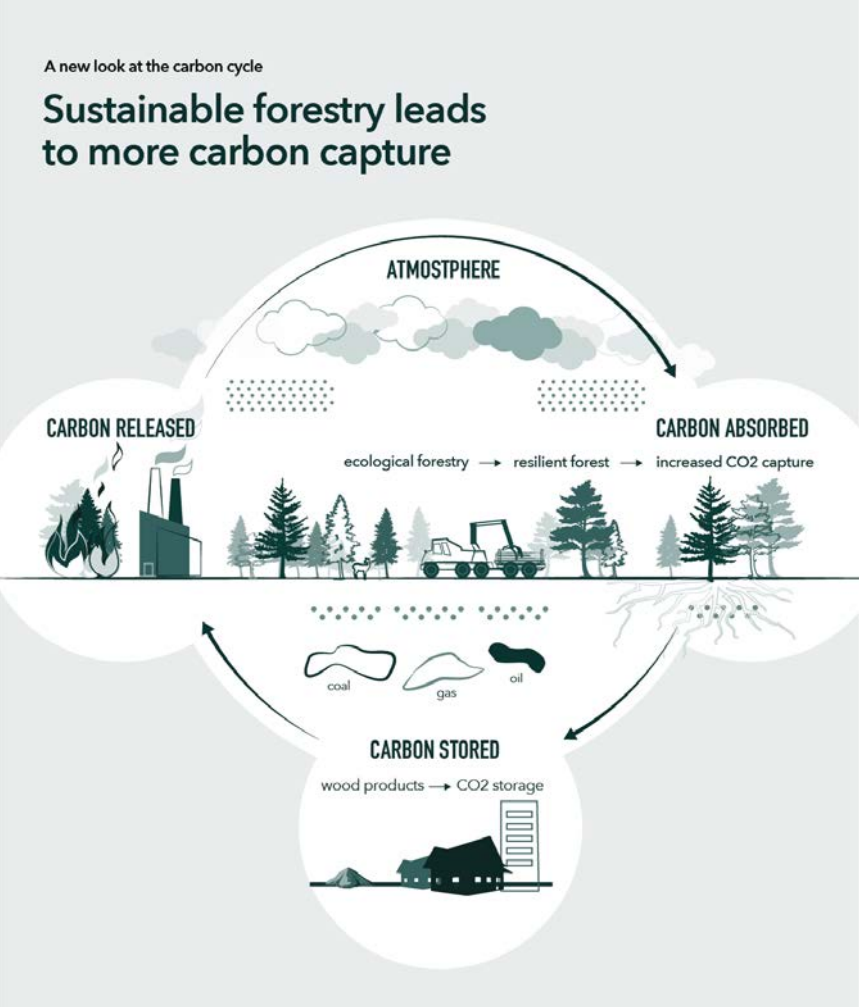 A new look at the carbon cycle
Sustainable forestry leads
to more carbon capture
ATMOSTPHERE
CARBON RELEASED
CARBON ABSORBED
ecological forestry → resilient forest → increased CO2 capture
coal
gas
oil
CARBON STORED
wood products → CO2 storage